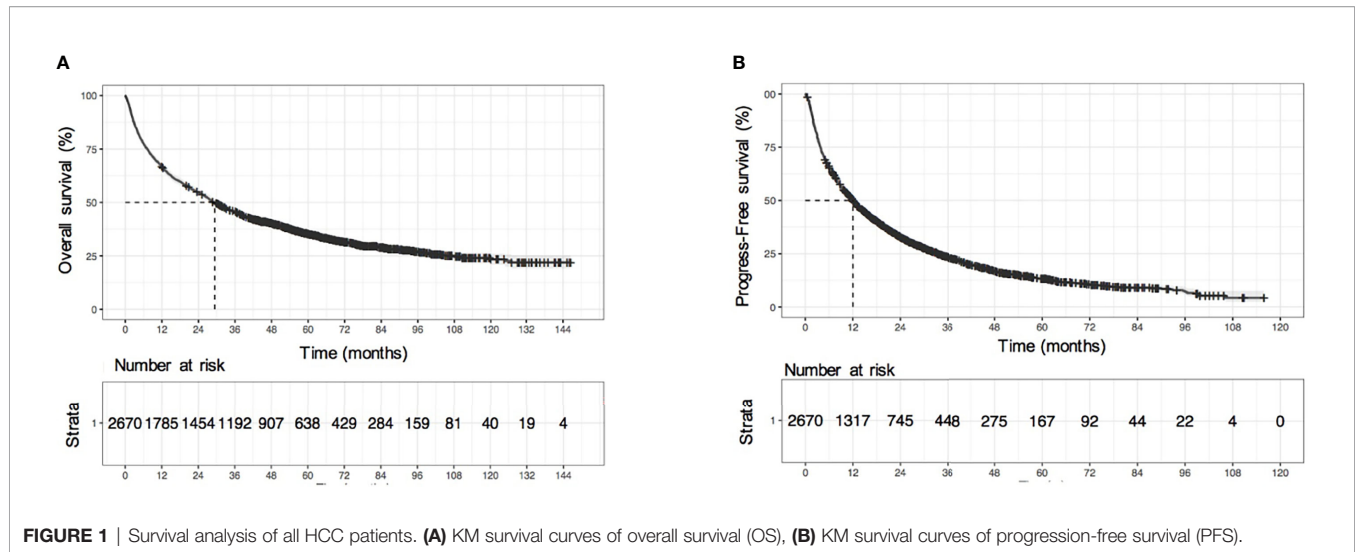 A
Overall survival (%)
100
75
50
25
0
0 12 24 36 48 60 72 84 96 108 120 132 144
Time (months)
Number at risk
Strata
1 2670 1785 1454 1192 907 638 429 284 159 81 40 19 4
0 12 24 36 48 60 72 84 96 108 120 132 144
B
Progress-Free survival (%)
00
75
50
25
0
0 12 24 36 48 60 72 84 96 108 120
Time (months)
Number at risk
Strata
1 2670 1317 745 448 275 167 92 44 22 4 0
0 12 24 36 48 60 72 84 96 108 120
FIGURE 1 | Survival analysis of all HCC patients. (A) KM survival curves of overall survival (OS), (B) KM survival curves of progression-free survival (PFS).